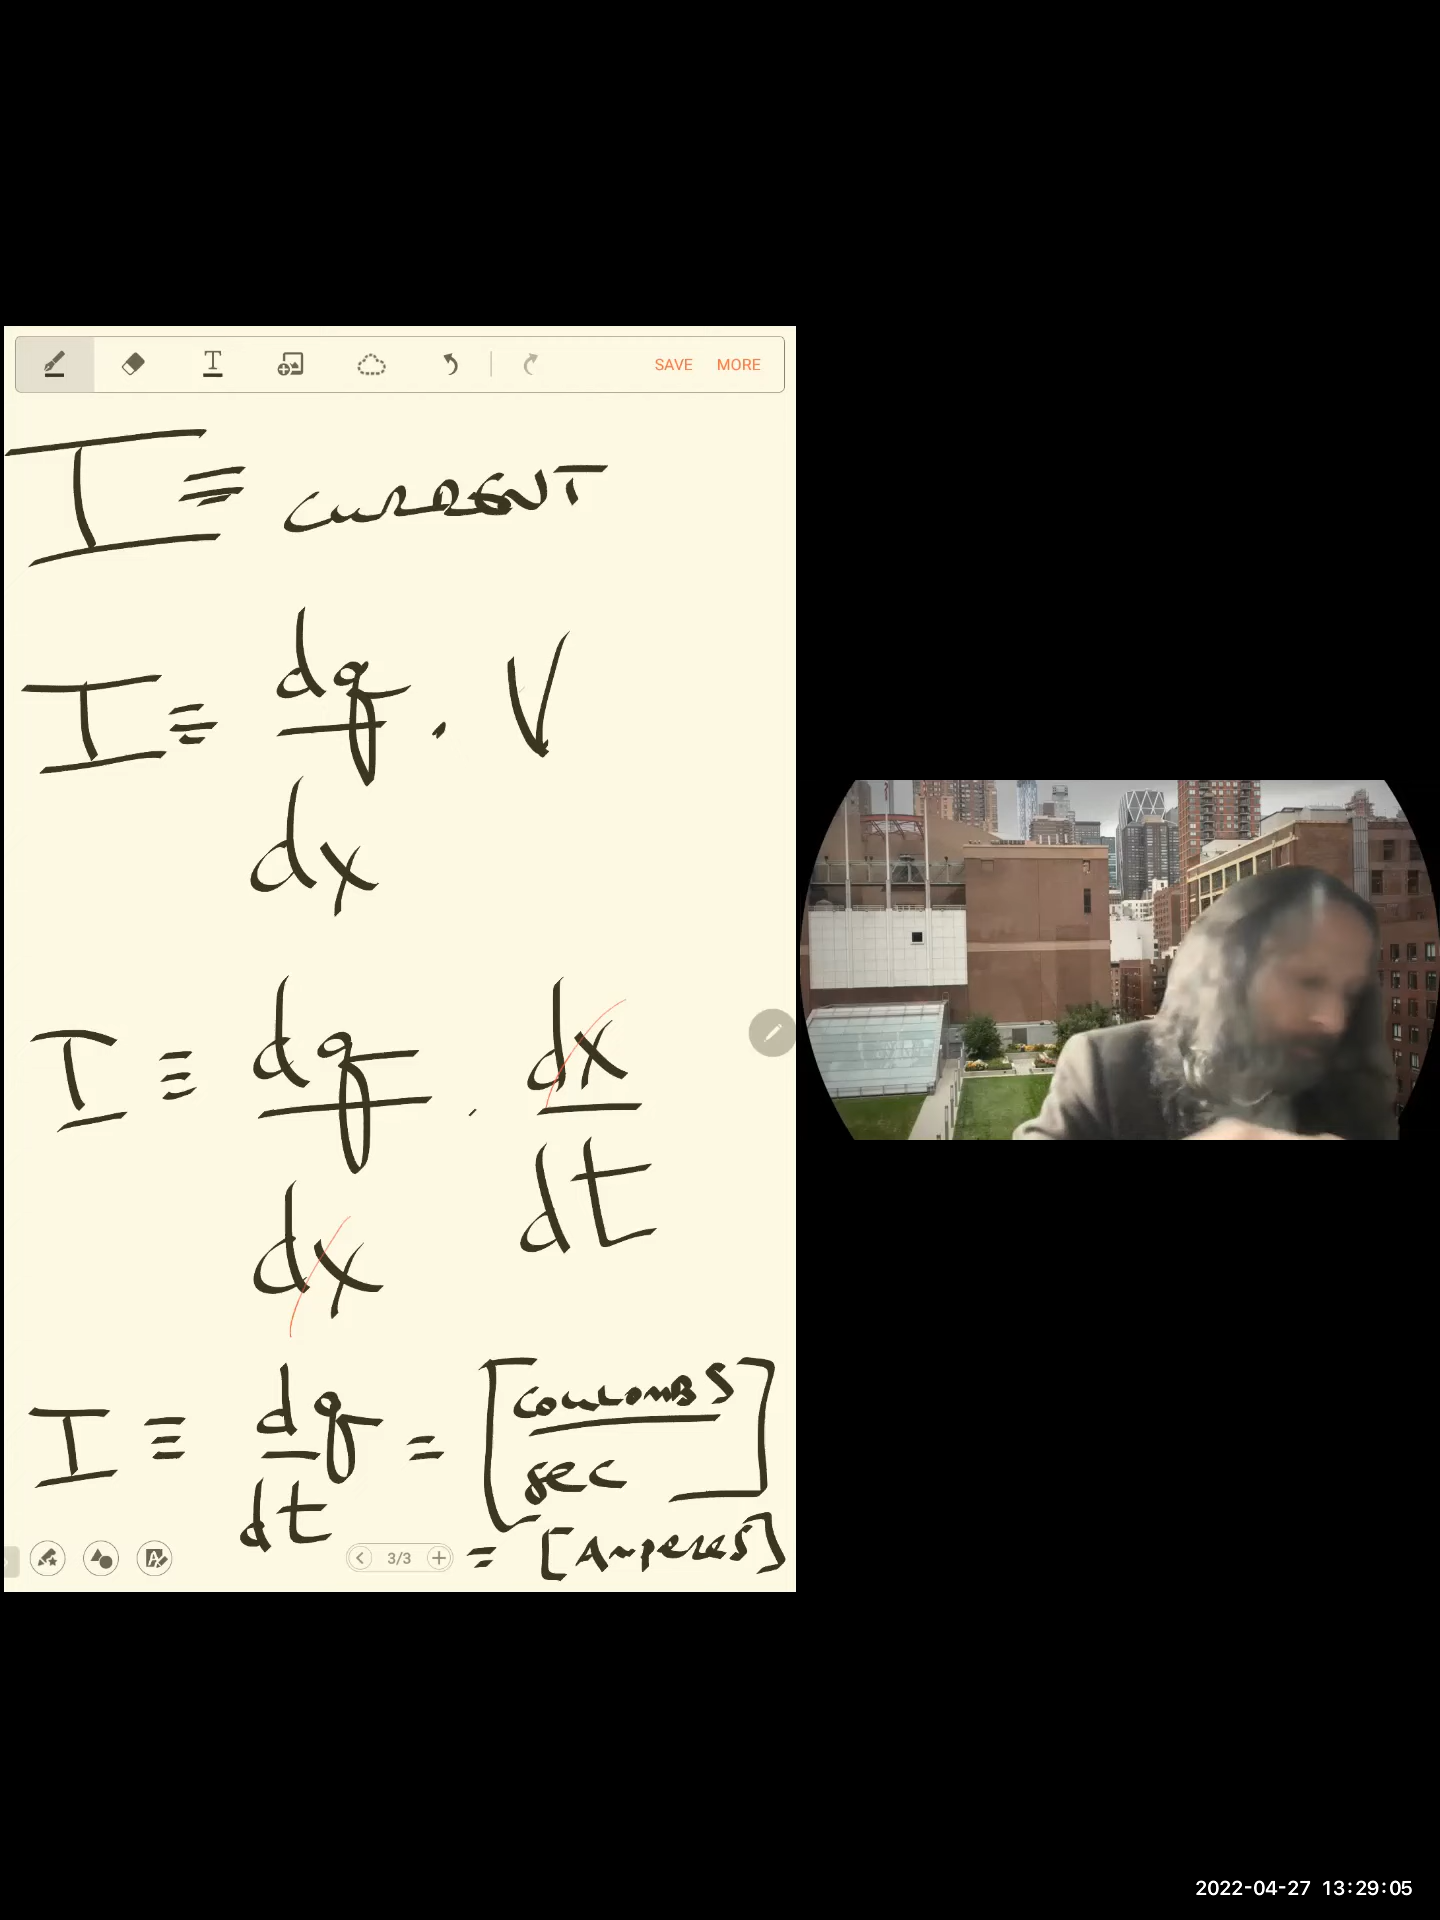 T SAVE MORE
I ≡ CURRENT
I ≡ dq/dx · V
I ≡ dq/dx · dx/dt
I ≡ dq/dt = [COULOMBS/sec]
A 3/3 = [AmpereS]
2022-04-27 13:29:05